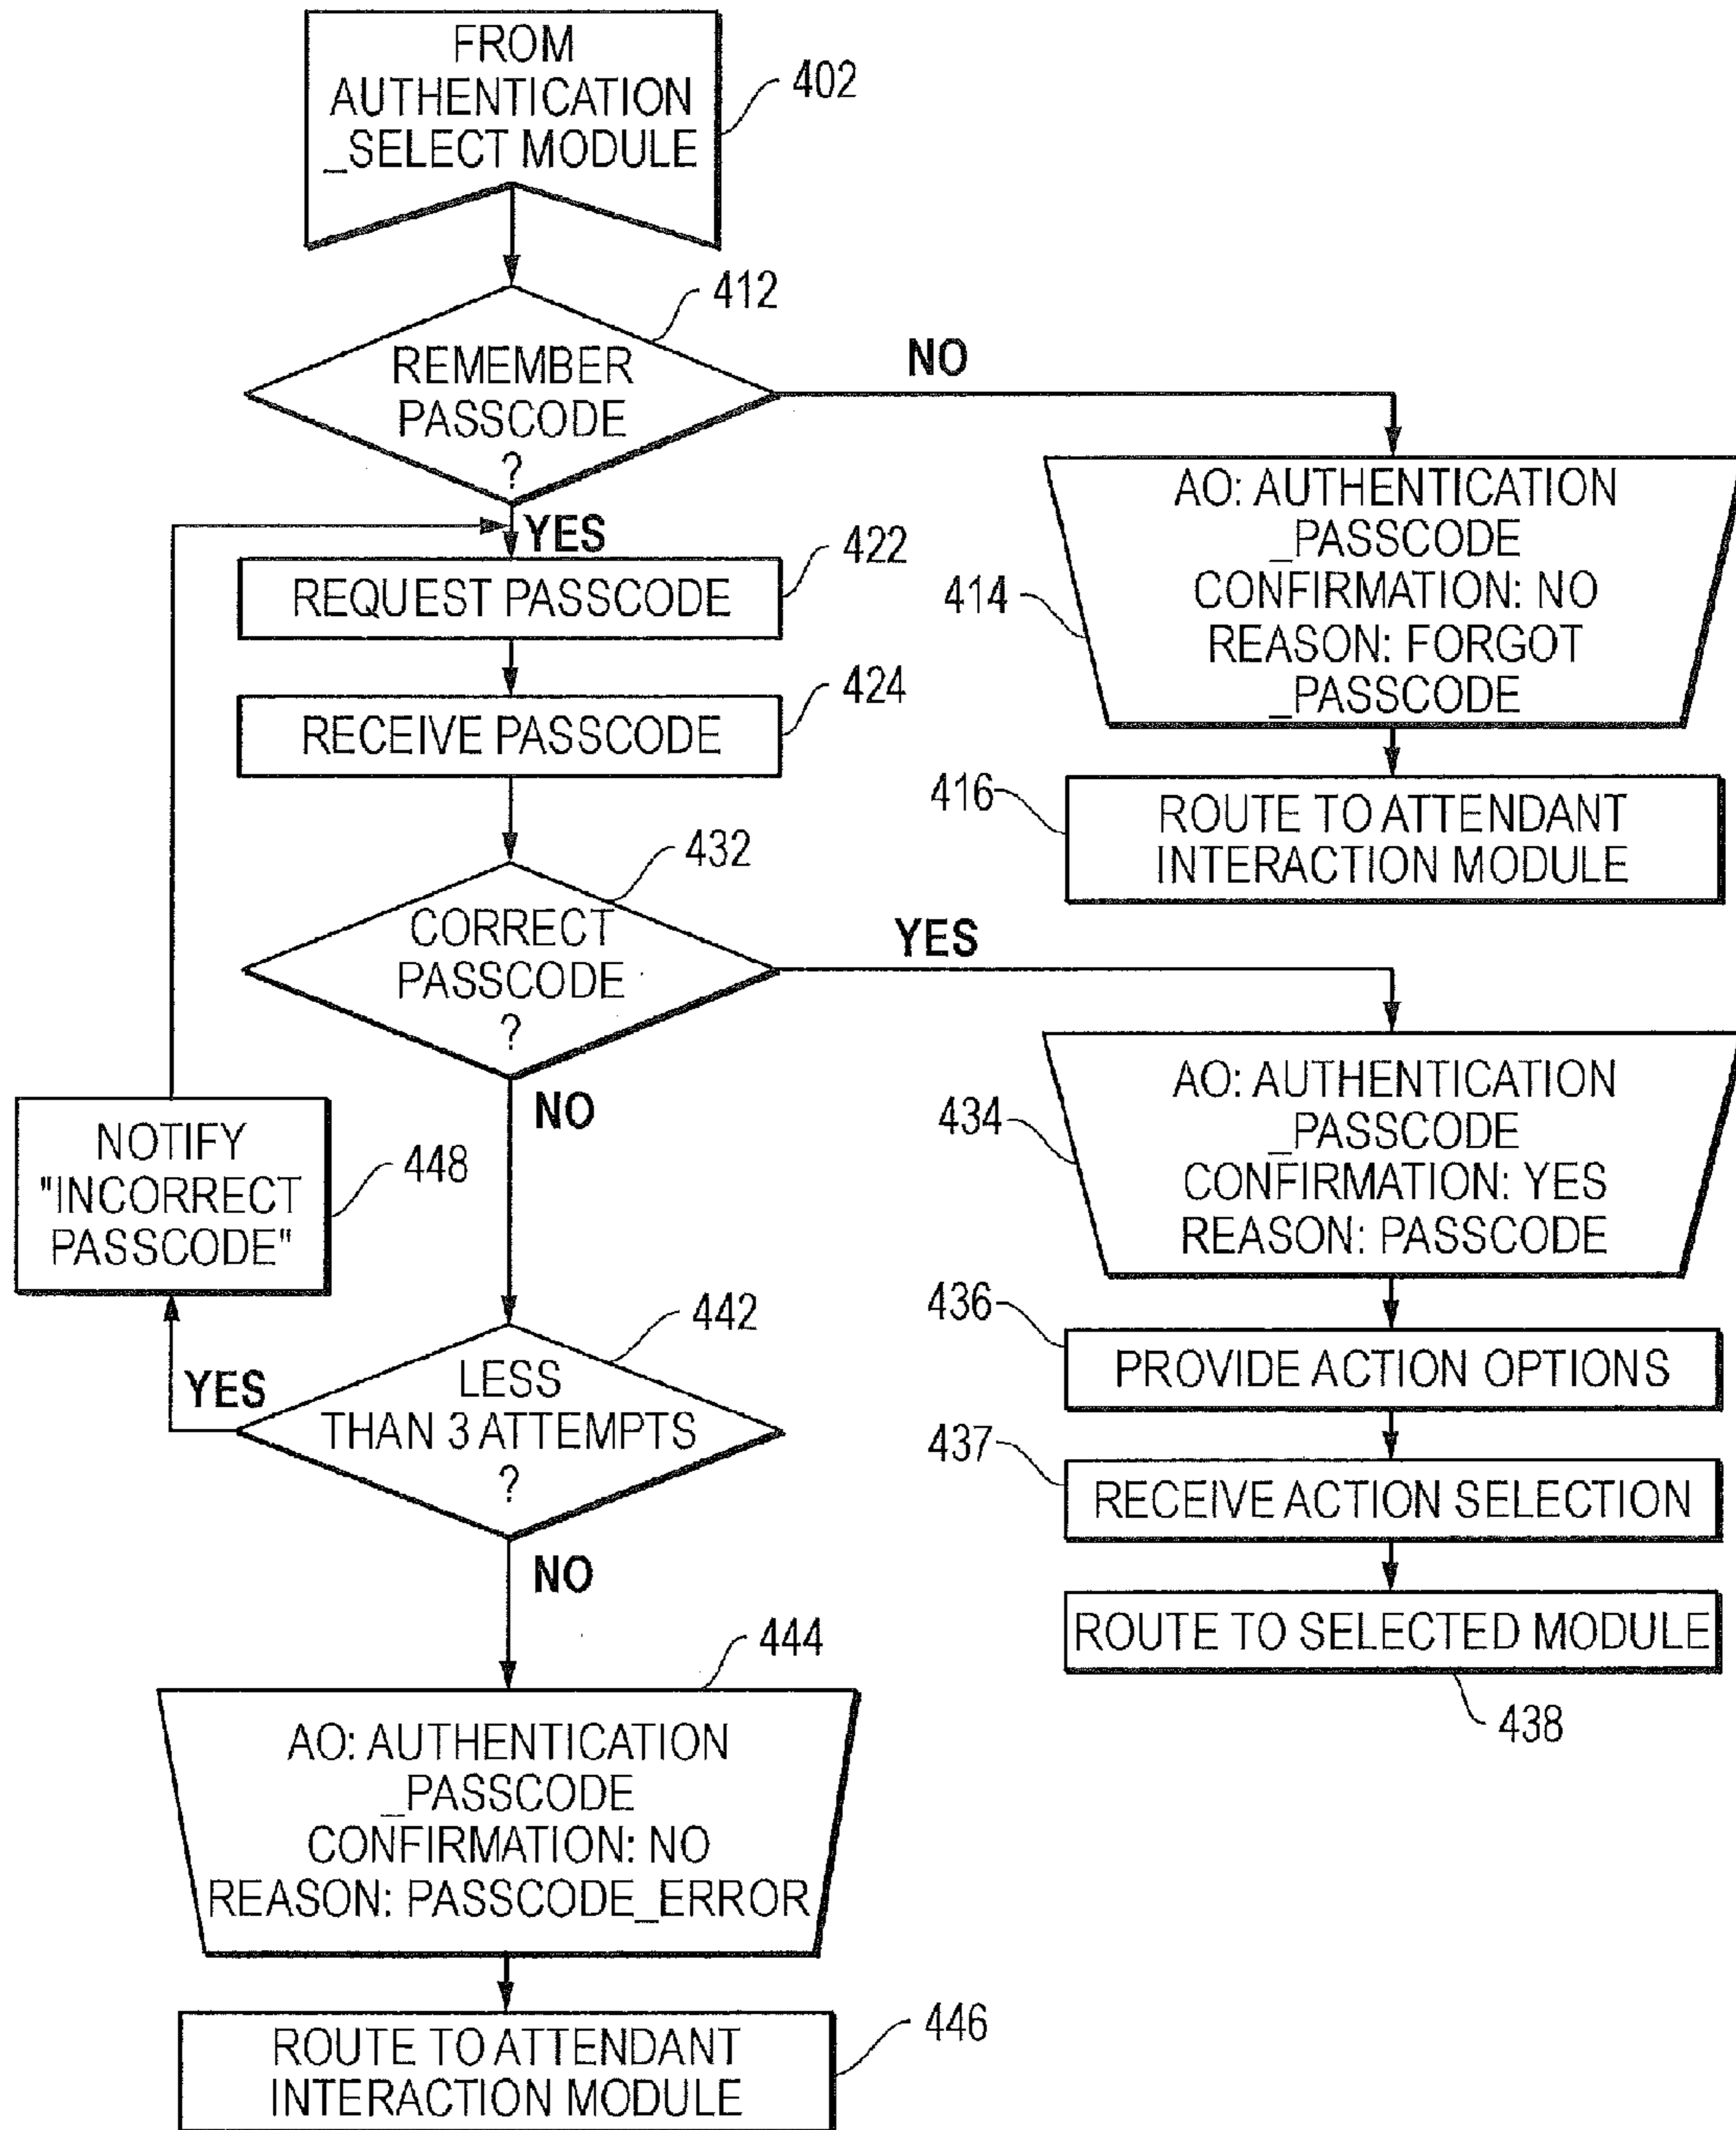 FROM
AUTHENTICATION
_SELECT MODULE
402
412
REMEMBER
PASSCODE
?
NO
YES
AO: AUTHENTICATION
_PASSCODE
CONFIRMATION: NO
REASON: FORGOT
_PASSCODE
414
416
ROUTE TO ATTENDANT
INTERACTION MODULE
REQUEST PASSCODE
422
RECEIVE PASSCODE
424
432
CORRECT
PASSCODE
?
YES
NO
AO: AUTHENTICATION
_PASSCODE
CONFIRMATION: YES
REASON: PASSCODE
434
436
PROVIDE ACTION OPTIONS
437
RECEIVE ACTION SELECTION
ROUTE TO SELECTED MODULE
438
NOTIFY
"INCORRECT
PASSCODE"
448
442
LESS
THAN 3 ATTEMPTS
?
YES
NO
444
AO: AUTHENTICATION
_PASSCODE
CONFIRMATION: NO
REASON: PASSCODE_ERROR
ROUTE TO ATTENDANT
INTERACTION MODULE
446